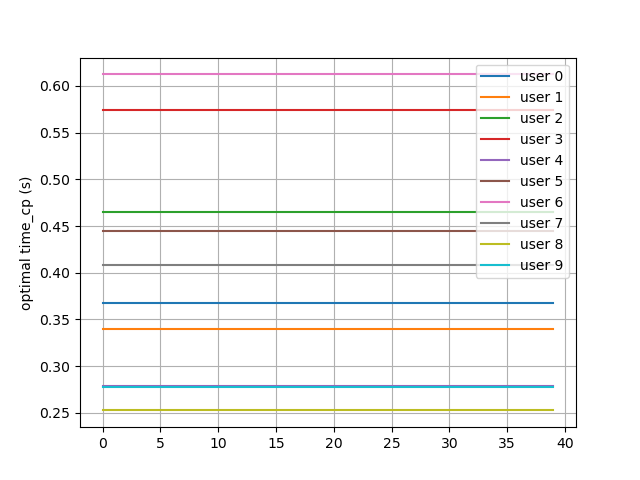 optimal time_cp (s)
0.60
0.55
0.50
0.45
0.40
0.35
0.30
0.25
user 0
user 1
user 2
user 3
user 4
user 5
user 6
user 7
user 8
user 9
0 5 10 15 20 25 30 35 40